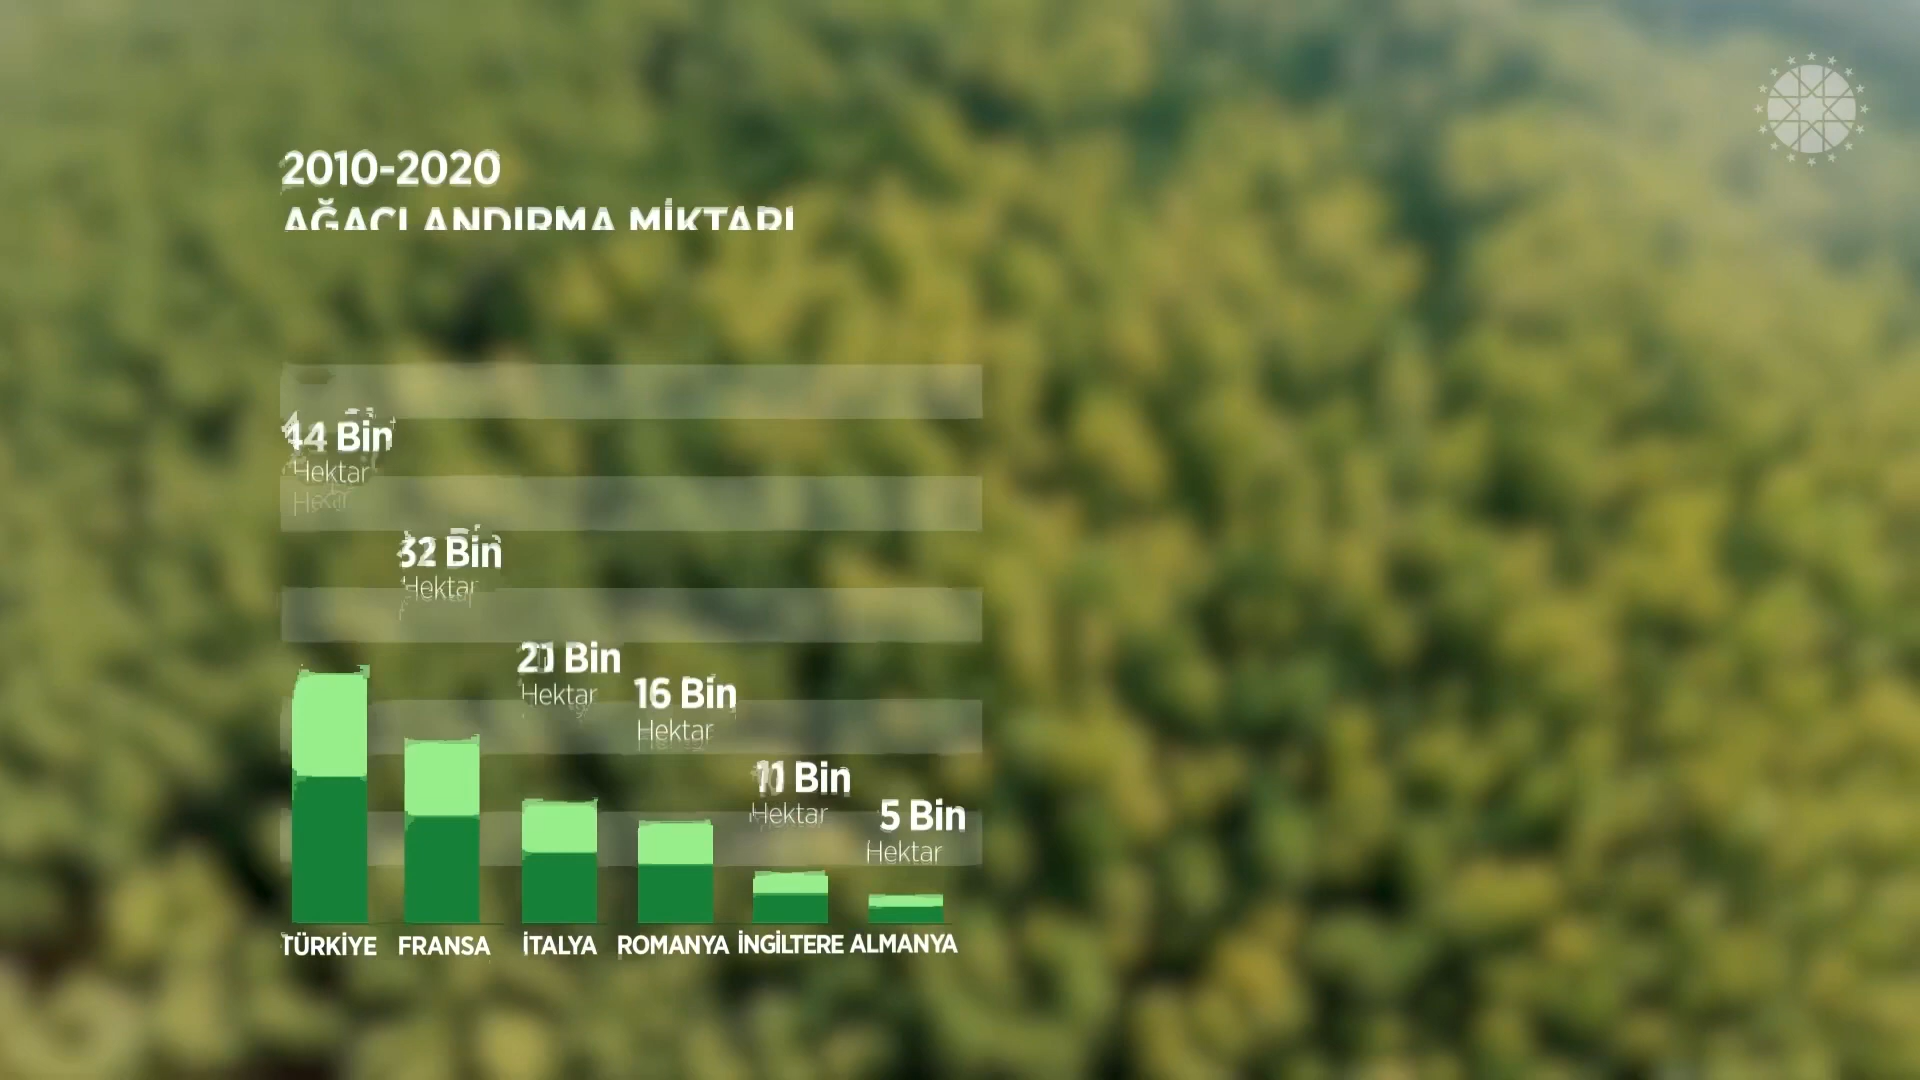 2010-2020
AĞAÇLANDIRMA MİKTARI
44 Bin
Hektar
32 Bin
Hektar
21 Bin
Hektar
16 Bin
Hektar
11 Bin
Hektar
5 Bin
Hektar
TÜRKİYE FRANSA İTALYA ROMANYA İNGİLTERE ALMANYA